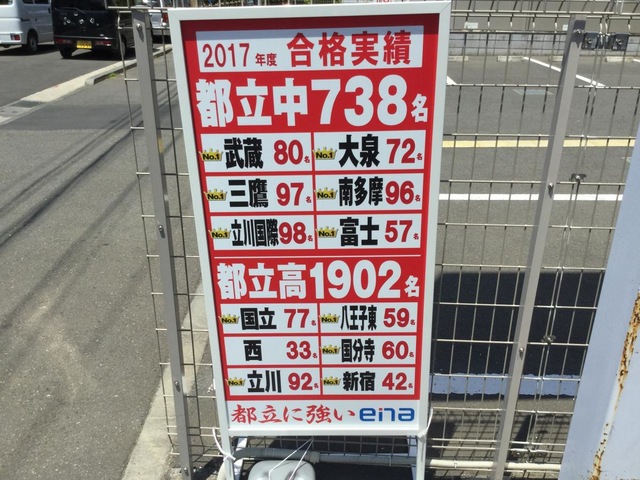 2017年度 合格実績
都立中738名
No.1 武蔵 80名 No.1 大泉 72名
No.1 三鷹 97名 No.1 南多摩 96名
No.1 立川国際 98名 No.1 富士 57名
都立高1902名
No.1 国立 77名 No.1 八王子東 59名
西 33名 No.1 国分寺 60名
No.1 立川 92名 No.1 新宿 42名
都立に強い ena